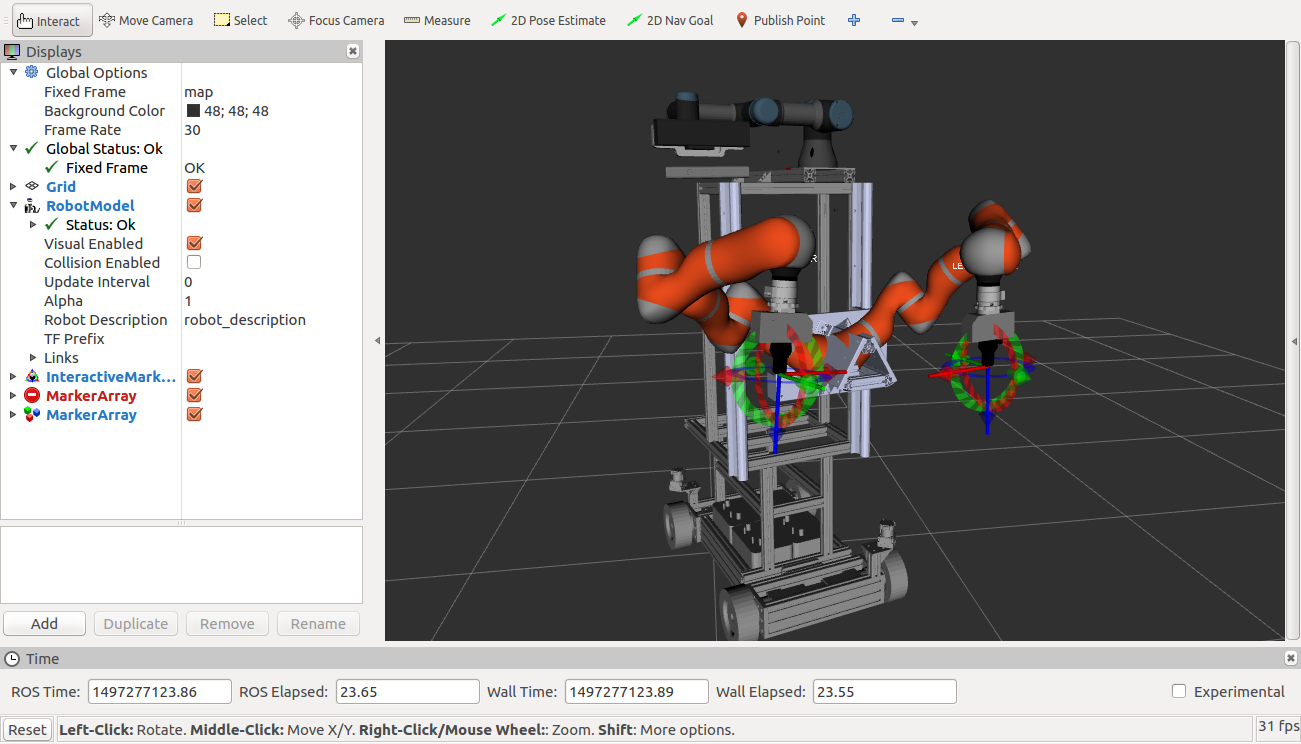 Interact Move Camera Select Focus Camera Measure 2D Pose Estimate 2D Nav Goal Publish Point
Displays
Global Options
Fixed Frame map
Background Color 48; 48; 48
Frame Rate 30
Global Status: Ok
Fixed Frame OK
Grid
RobotModel
Status: Ok
Visual Enabled
Collision Enabled
Update Interval 0
Alpha 1
Robot Description robot_description
TF Prefix
Links
InteractiveMark...
MarkerArray
MarkerArray
Add Duplicate Remove Rename
Time
ROS Time: 1497277123.86 ROS Elapsed: 23.65 Wall Time: 1497277123.89 Wall Elapsed: 23.55 Experimental
Reset Left-Click: Rotate. Middle-Click: Move X/Y. Right-Click/Mouse Wheel:: Zoom. Shift: More options. 31 fps